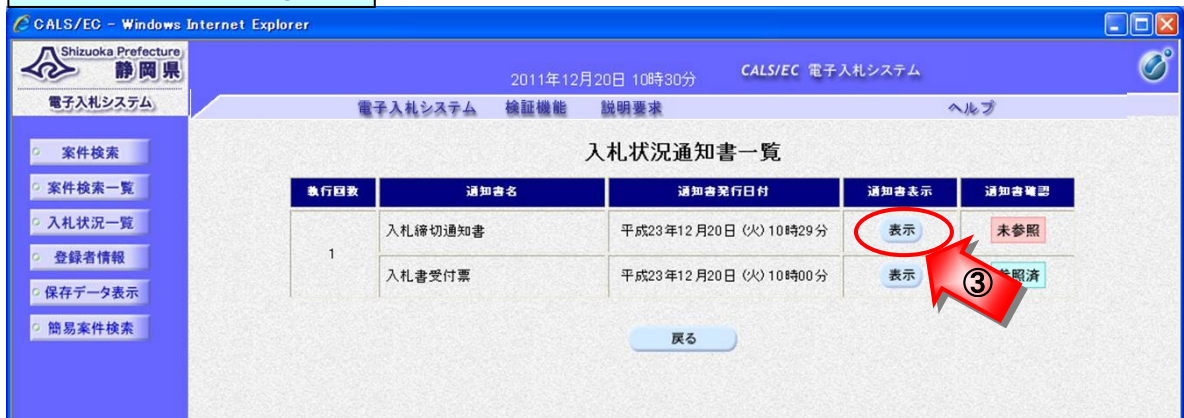 CALS/EC - Windows Internet Explorer
Shizuoka Prefecture
静岡県
2011年12月20日 10時30分
CALS/EC 電子入札システム
電子入札システム
電子入札システム 検証機能 説明要求 ヘルプ
案件検索
案件検索一覧
入札状況一覧
登録者情報
保存データ表示
簡易案件検索
入札状況通知書一覧
執行回数 通知書名 通知書発行日付 通知書表示 通知書確認
1
入札締切通知書 平成23年12月20日(火)10時29分 表示 未参照
入札書受付票 平成23年12月20日(火)10時00分 表示 参照済
③
戻る